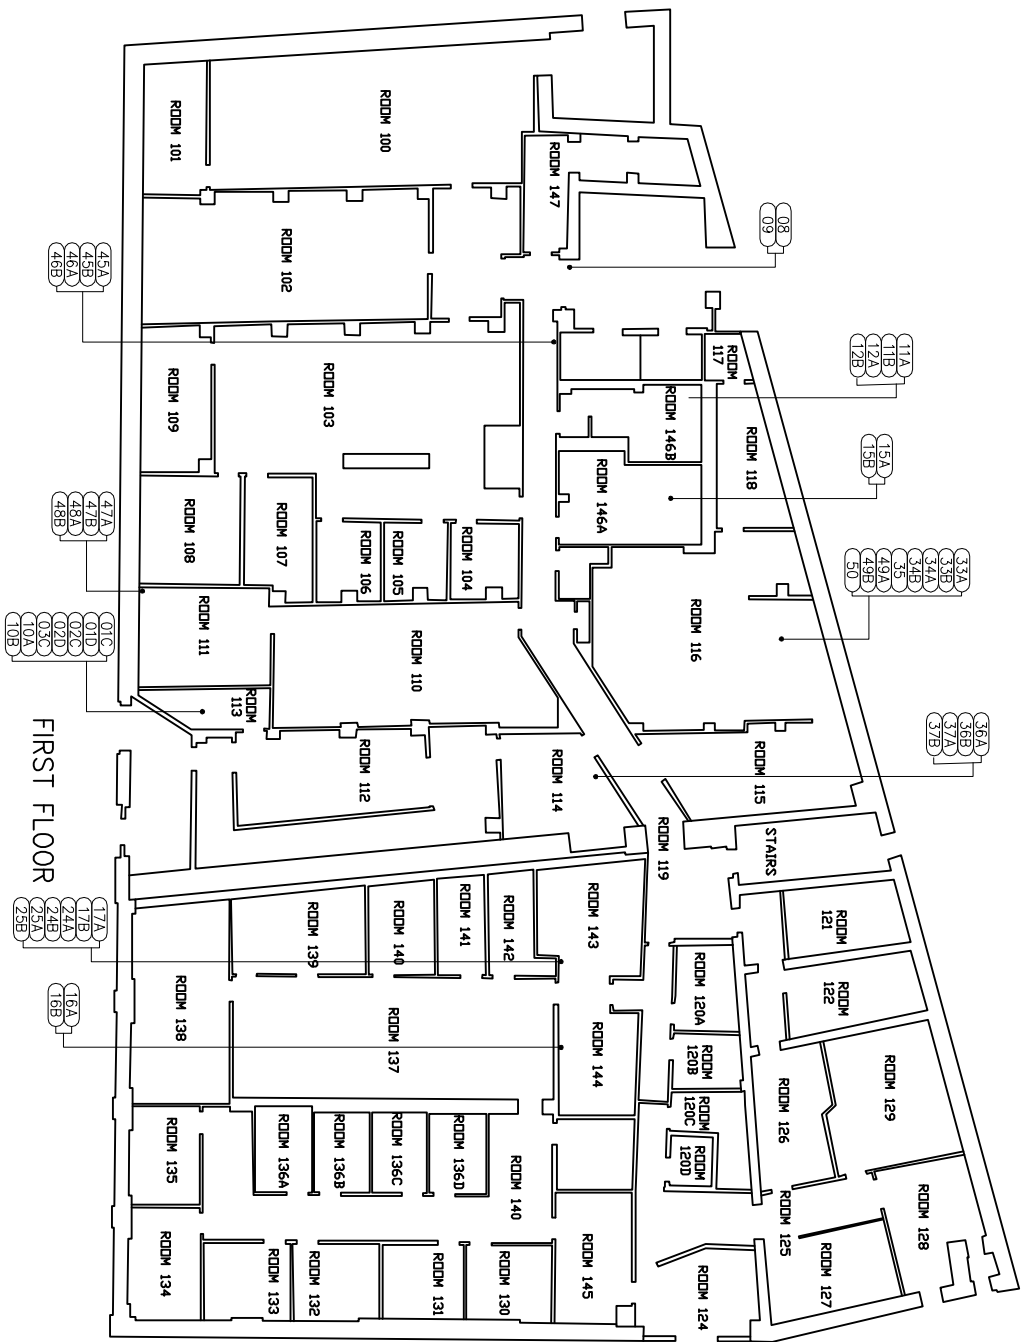 ROOM 100
ROOM 101
ROOM 147
08
09
ROOM 102
45A
45B
46A
46B
ROOM
117
11A
11B
12A
12B
ROOM 103
ROOM 109
ROOM 146B
ROOM 118
15A
15B
ROOM 146A
ROOM 108
ROOM 107
ROOM
106
ROOM
105
ROOM 104
47A
47B
48A
48B
33A
33B
34A
34B
35
49A
49B
50
ROOM 116
ROOM 111
ROOM 110
ROOM
113
01C
01D
02C
02D
03C
10A
10B
36A
36B
37A
37B
ROOM 112
ROOM 114
ROOM 115
FIRST FLOOR
ROOM 119
STAIRS
ROOM 139
ROOM 140
ROOM 141
ROOM 142
ROOM 143
ROOM
121
17A
17B
24A
24B
25A
25B
ROOM 138
ROOM 137
ROOM 120A
ROOM
122
16A
16B
ROOM 144
ROOM
120B
ROOM
120C
ROOM
120D
ROOM 126
ROOM 129
ROOM 135
ROOM 136A
ROOM 136B
ROOM 136C
ROOM 136D
ROOM 140
ROOM 125
ROOM 128
ROOM 134
ROOM 133
ROOM 132
ROOM 131
ROOM 130
ROOM 145
ROOM 124
ROOM 127